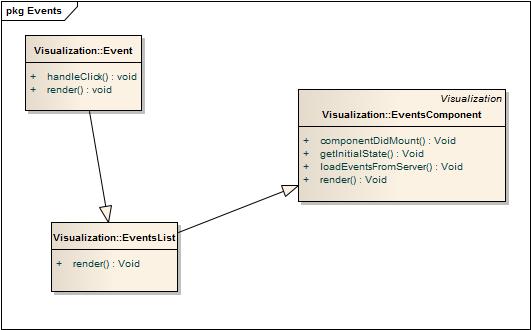 pkg Events
Visualization::Event
+ handleClick() : void
+ render() : void
Visualization
Visualization::EventsComponent
+ componentDidMount() : Void
+ getInitialState() : Void
+ loadEventsFromServer() : Void
+ render() : Void
Visualization::EventsList
+ render() : Void